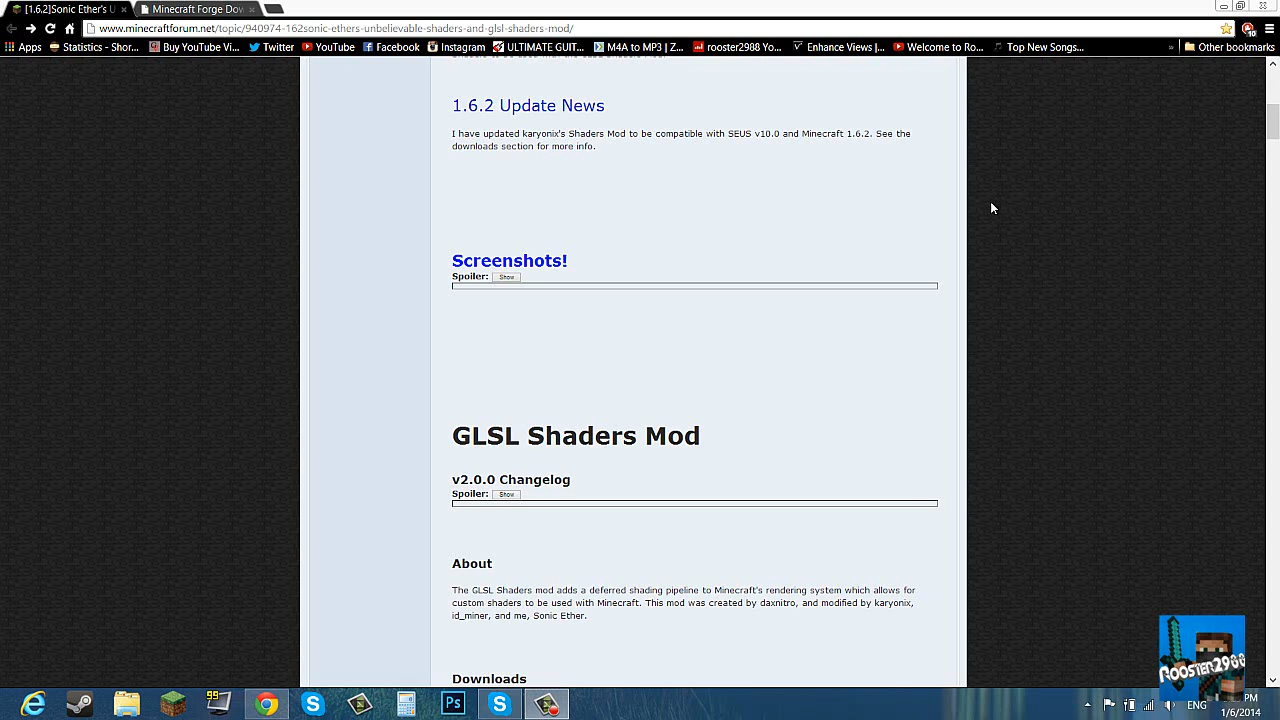 [1.6.2]Sonic Ether's U
Minecraft Forge Dow
www.minecraftforum.net/topic/940974-162sonic-ethers-unbelievable-shaders-and-glsl-shaders-mod/
Apps
Statistics - Shor...
Buy YouTube Vi...
Twitter
YouTube
Facebook
Instagram
ULTIMATE GUIT...
M4A to MP3 | Z...
rooster2988 Yo...
Enhance Views |...
Welcome to Ro...
Top New Songs...
»
Other bookmarks
1.6.2 Update News
I have updated karyonix's Shaders Mod to be compatible with SEUS v10.0 and Minecraft 1.6.2. See the
downloads section for more info.
Screenshots!
Spoiler: Show
GLSL Shaders Mod
v2.0.0 Changelog
Spoiler: Show
About
The GLSL Shaders mod adds a deferred shading pipeline to Minecraft's rendering system which allows for
custom shaders to be used with Minecraft. This mod was created by daxnitro, and modified by karyonix,
id_miner, and me, Sonic Ether.
Downloads
Rooster2988
99
Ps
ENG
PM
1/6/2014